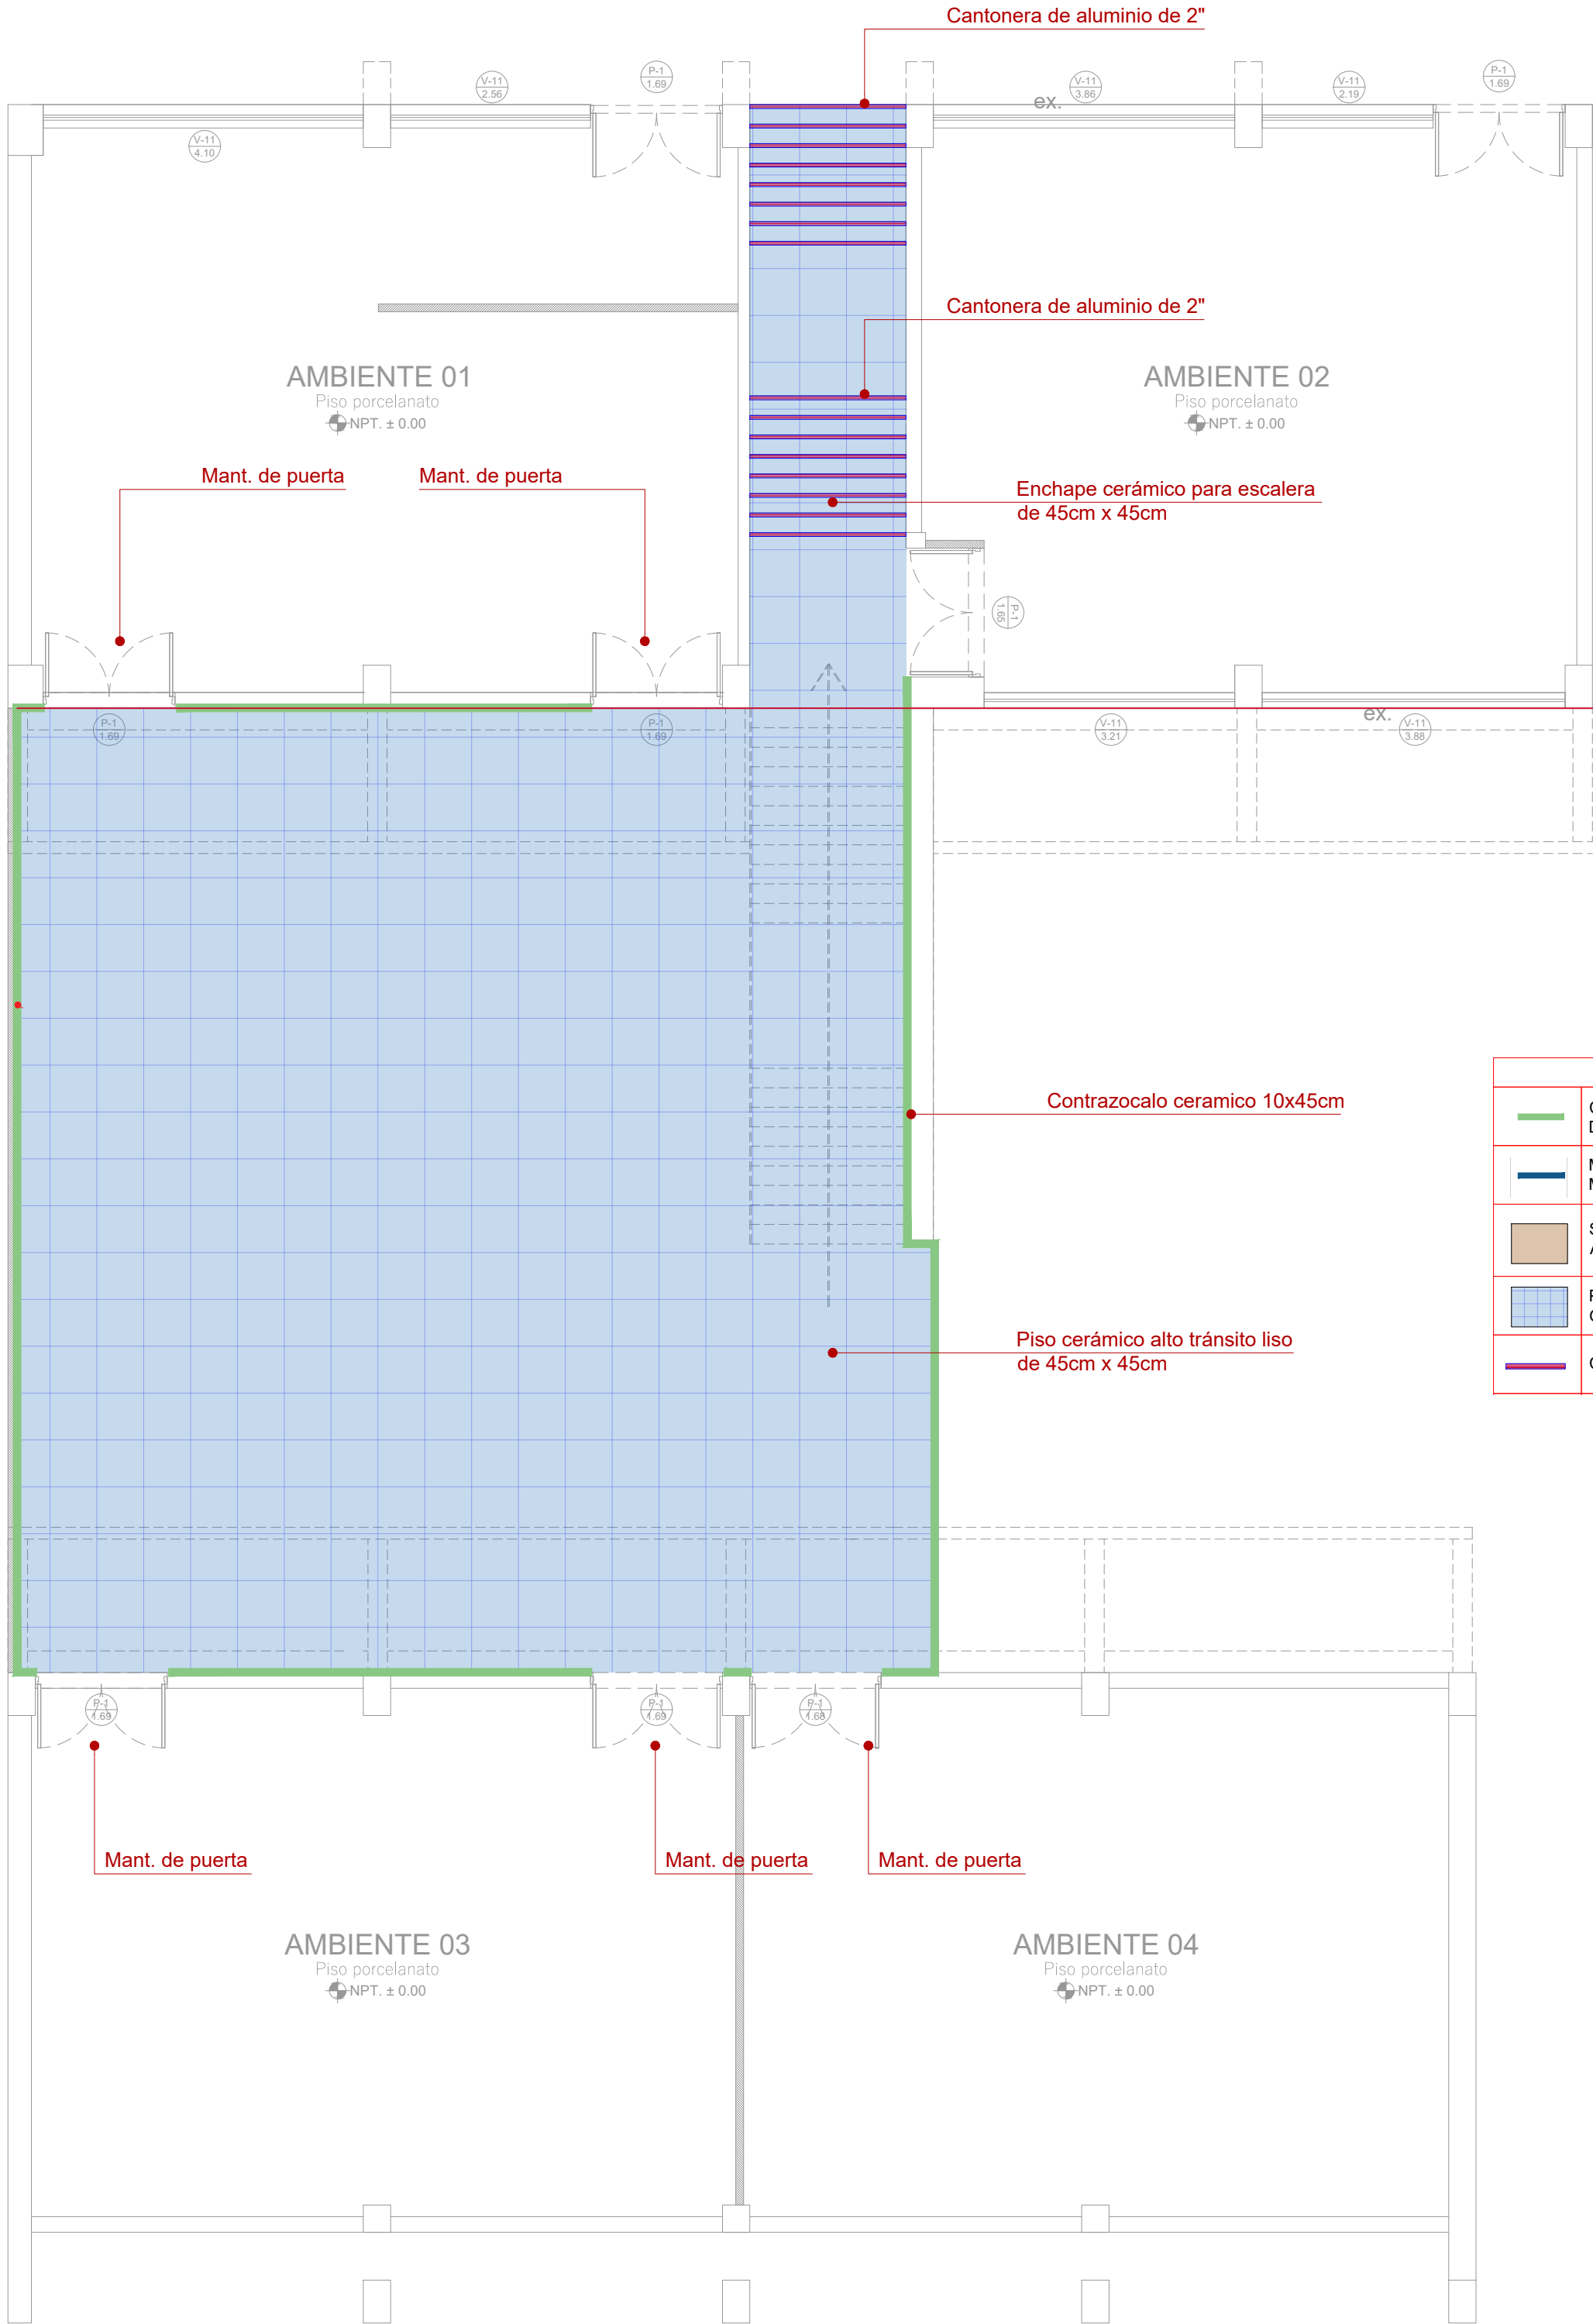 Cantonera de aluminio de 2"
P-1
1.69
P-1
1.69
V-11
2.56
V-11
3.86
V-11
2.19
ex.
V-11
4.10
Cantonera de aluminio de 2"
AMBIENTE 01
Piso porcelanato
NPT. ± 0.00
AMBIENTE 02
Piso porcelanato
NPT. ± 0.00
Mant. de puerta
Mant. de puerta
Enchape cerámico para escalera
de 45cm x 45cm
P-1
1.65
P-1
1.69
P-1
1.69
ex.
V-11
3.21
V-11
3.88
Contrazocalo ceramico 10x45cm
Piso cerámico alto tránsito liso
de 45cm x 45cm
P-1
1.69
P-1
1.69
P-1
1.68
Mant. de puerta
Mant. de puerta
Mant. de puerta
AMBIENTE 03
Piso porcelanato
NPT. ± 0.00
AMBIENTE 04
Piso porcelanato
NPT. ± 0.00